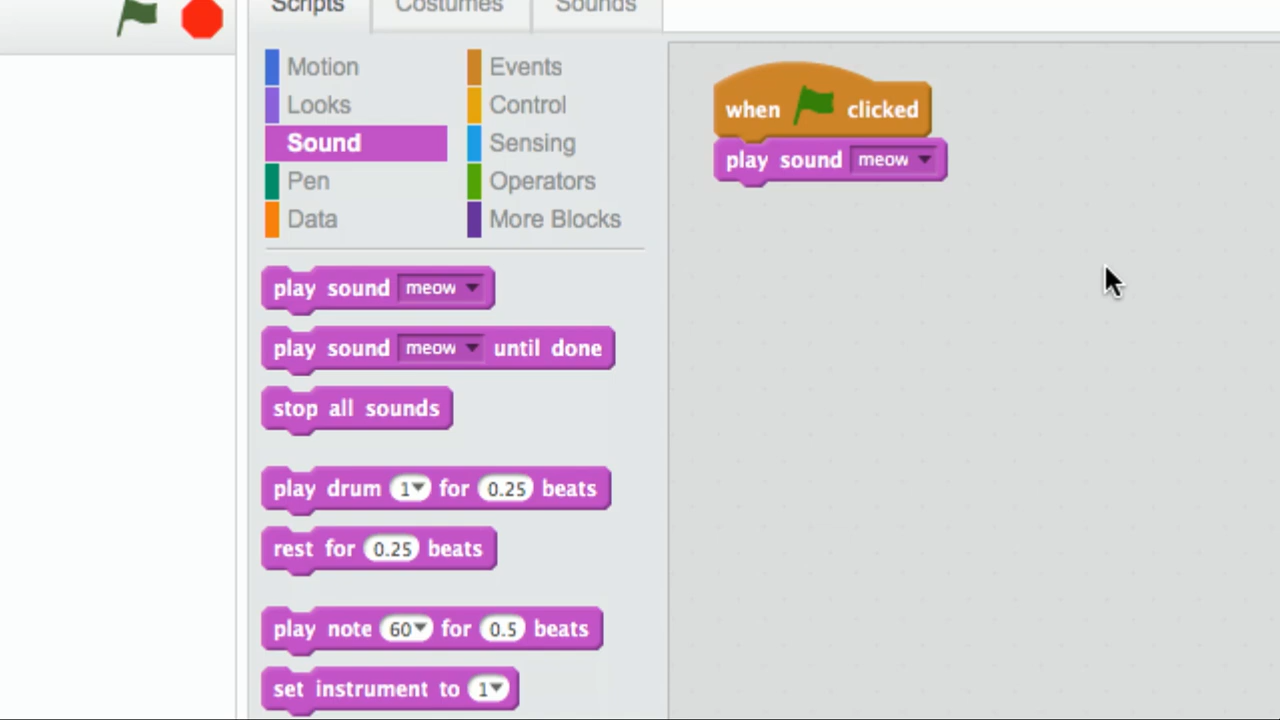 Scripts
Costumes
Sounds
Motion
Events
Looks
Control
Sound
Sensing
Pen
Operators
Data
More Blocks
when clicked
play sound meow
play sound meow
play sound meow until done
stop all sounds
play drum 1 for 0.25 beats
rest for 0.25 beats
play note 60 for 0.5 beats
set instrument to 1